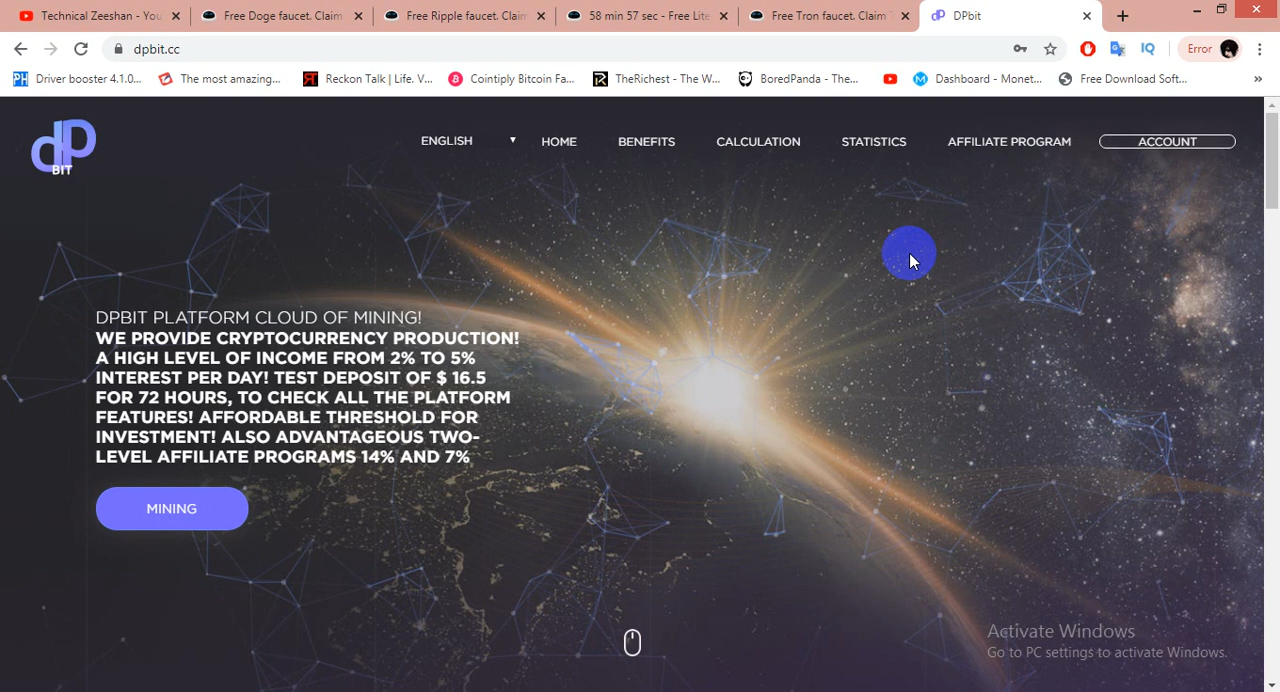 Technical Zeeshan - You
Free Doge faucet. Claim
Free Ripple faucet. Clai
58 min 57 sec - Free Lite
Free Tron faucet. Claim
DPbit
dpbit.cc
IQ
Error
Driver booster 4.1.0...
The most amazing...
Reckon Talk | Life. V...
Cointiply Bitcoin Fa...
TheRichest - The W...
BoredPanda - The...
Dashboard - Monet...
Free Download Soft...
»
dp
BIT
ENGLISH
HOME
BENEFITS
CALCULATION
STATISTICS
AFFILIATE PROGRAM
ACCOUNT
DPBIT PLATFORM CLOUD OF MINING!
WE PROVIDE CRYPTOCURRENCY PRODUCTION!
A HIGH LEVEL OF INCOME FROM 2% TO 5%
INTEREST PER DAY! TEST DEPOSIT OF $ 16.5
FOR 72 HOURS, TO CHECK ALL THE PLATFORM
FEATURES! AFFORDABLE THRESHOLD FOR
INVESTMENT! ALSO ADVANTAGEOUS TWO-
LEVEL AFFILIATE PROGRAMS 14% AND 7%
MINING
Activate Windows
Go to PC settings to activate Windows.